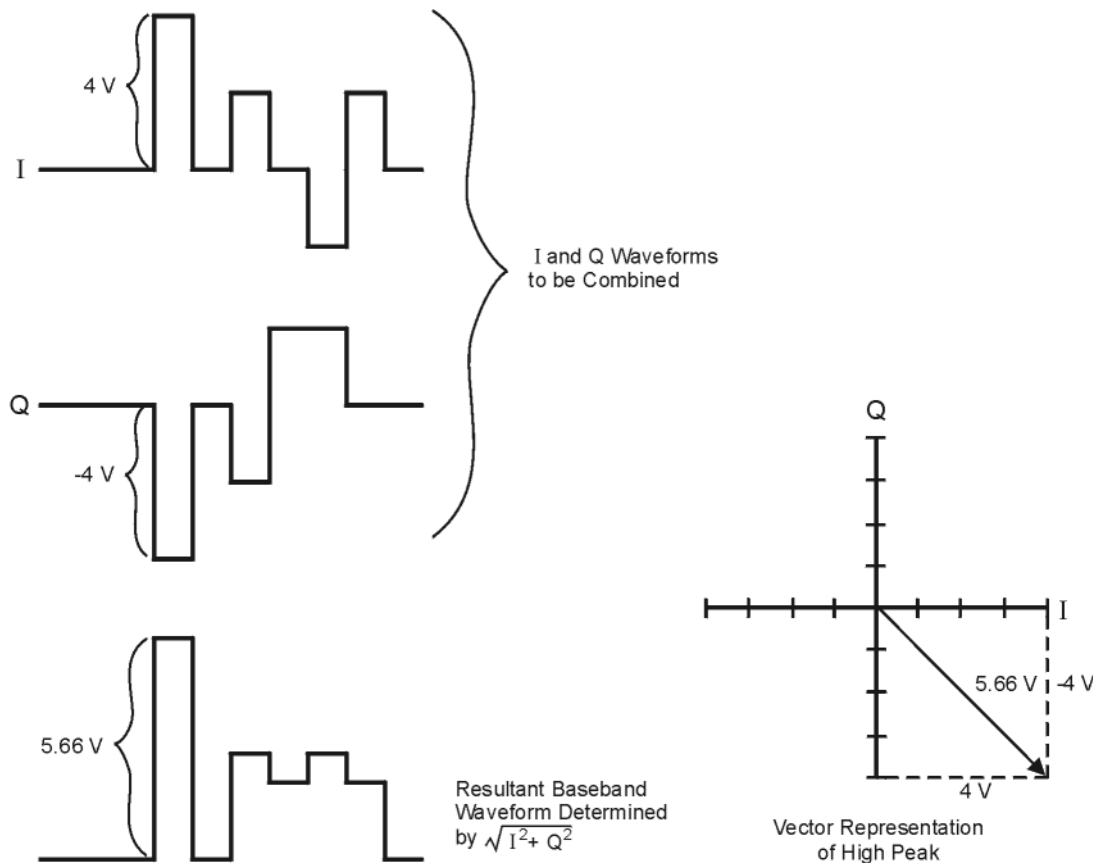 4 V
I
I and Q Waveforms
to be Combined
Q
-4 V
Q
I
5.66 V
-4 V
4 V
5.66 V
Resultant Baseband
Waveform Determined
by √I²+ Q²
Vector Representation
of High Peak